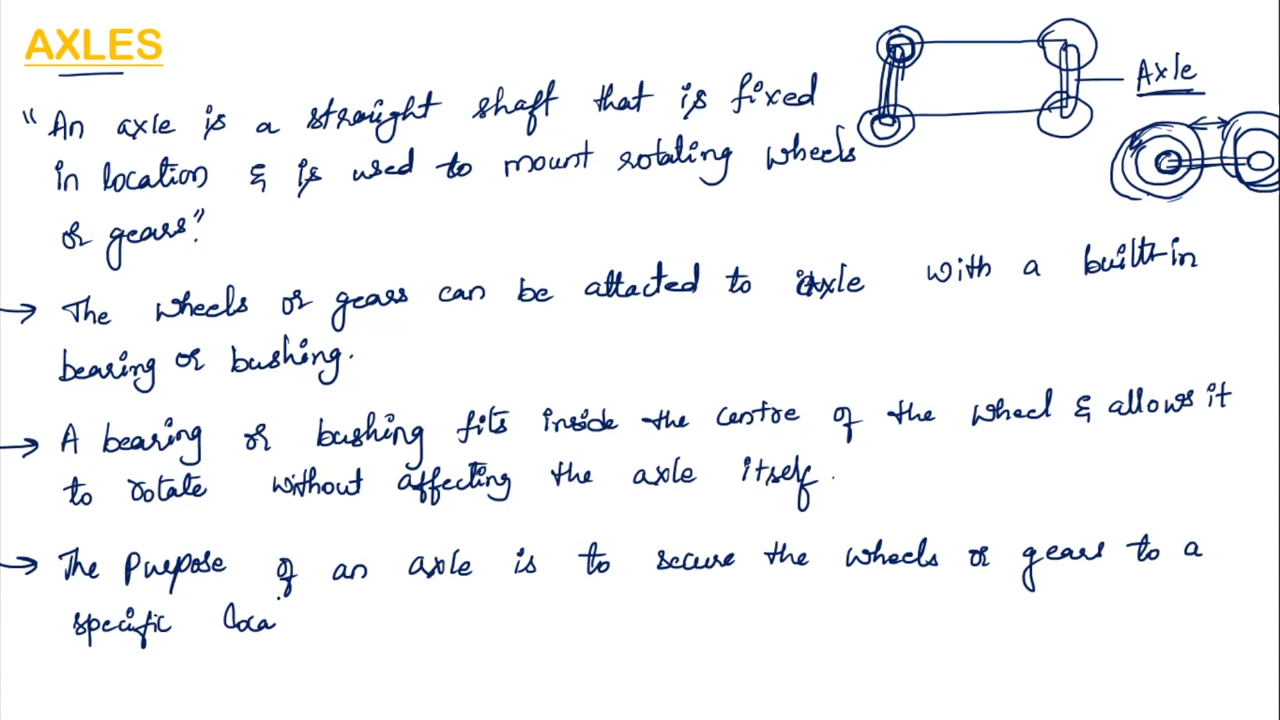 AXLES
"An axle is a straight shaft that is fixed
in location & is used to mount rotating wheels
or gears".
Axle
→ The wheels or gears can be attacted to axle with a built-in
bearing or bushing.
→ A bearing or bushing fits inside the centre of the wheel & allows it
to rotate without affecting the axle itself.
→ The purpose of an axle is to secure the wheels or gears to a
specific loca